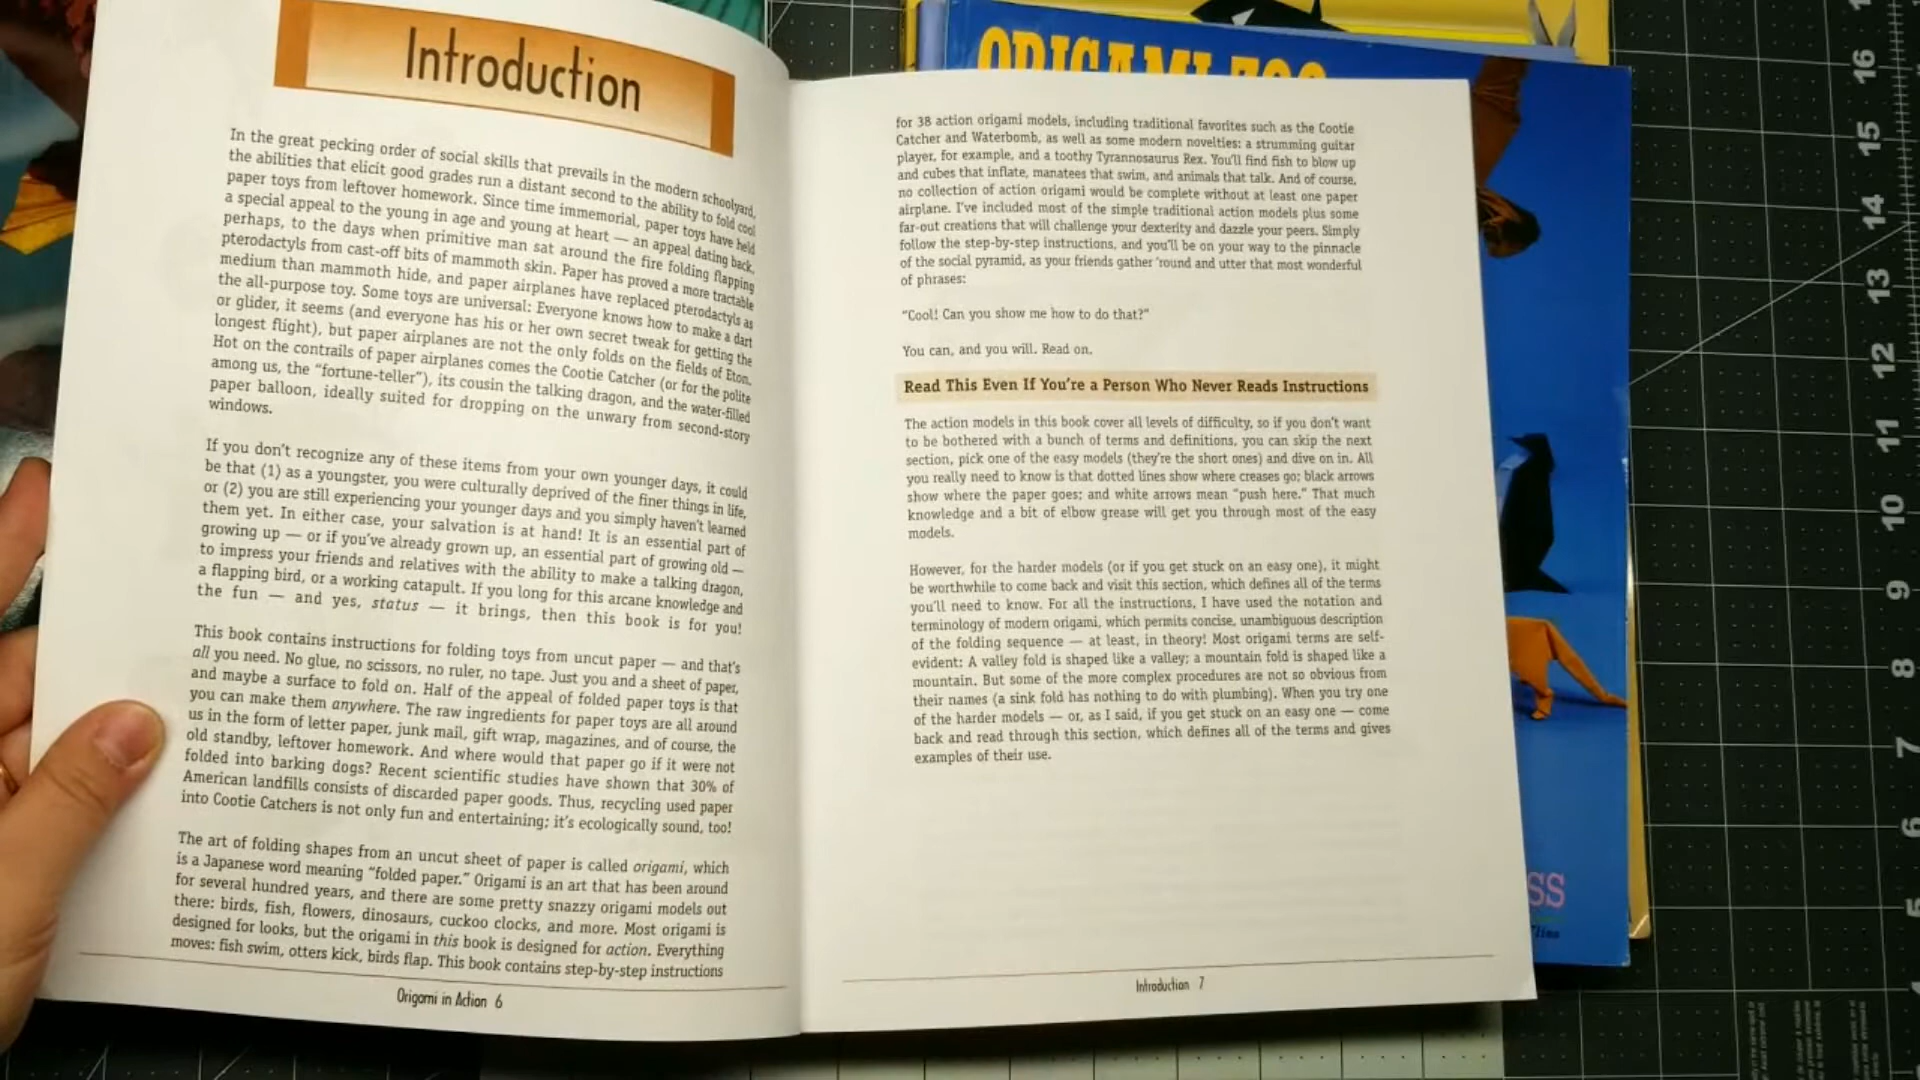 Introduction
In the great pecking order of social skills that prevails in the modern schoolyard,
the abilities that elicit good grades run a distant second to the ability to fold cool
paper toys from leftover homework. Since time immemorial, paper toys have held
a special appeal to the young in age and young at heart — an appeal dating back,
perhaps, to the days when primitive man sat around the fire folding flapping
pterodactyls from cast-off bits of mammoth skin. Paper has proved a more tractable
medium than mammoth hide, and paper airplanes have replaced pterodactyls as
the all-purpose toy. Some toys are universal: Everyone knows how to make a dart
or glider, it seems (and everyone has his or her own secret tweak for getting the
longest flight), but paper airplanes are not the only folds on the fields of Eton.
Hot on the contrails of paper airplanes comes the Cootie Catcher (or for the polite
among us, the “fortune-teller”), its cousin the talking dragon, and the water-filled
paper balloon, ideally suited for dropping on the unwary from second-story
windows.
If you don’t recognize any of these items from your own younger days, it could
be that (1) as a youngster, you were culturally deprived of the finer things in life,
or (2) you are still experiencing your younger days and you simply haven’t learned
them yet. In either case, your salvation is at hand! It is an essential part of
growing up — or if you’ve already grown up, an essential part of growing old —
to impress your friends and relatives with the ability to make a talking dragon,
a flapping bird, or a working catapult. If you long for this arcane knowledge and
the fun — and yes, status — it brings, then this book is for you!
This book contains instructions for folding toys from uncut paper — and that’s
all you need. No glue, no scissors, no ruler, no tape. Just you and a sheet of paper,
and maybe a surface to fold on. Half of the appeal of folded paper toys is that
you can make them anywhere. The raw ingredients for paper toys are all around
us in the form of letter paper, junk mail, gift wrap, magazines, and of course, the
old standby, leftover homework. And where would that paper go if it were not
folded into barking dogs? Recent scientific studies have shown that 30% of
American landfills consists of discarded paper goods. Thus, recycling used paper
into Cootie Catchers is not only fun and entertaining; it’s ecologically sound, too!
The art of folding shapes from an uncut sheet of paper is called origami, which
is a Japanese word meaning “folded paper.” Origami is an art that has been around
for several hundred years, and there are some pretty snazzy origami models out
there: birds, fish, flowers, dinosaurs, cuckoo clocks, and more. Most origami is
designed for looks, but the origami in this book is designed for action. Everything
moves: fish swim, otters kick, birds flap. This book contains step-by-step instructions
Origami in Action 6
for 38 action origami models, including traditional favorites such as the Cootie
Catcher and Waterbomb, as well as some modern novelties: a strumming guitar
player, for example, and a toothy Tyrannosaurus Rex. You’ll find fish to blow up
and cubes that inflate, manatees that swim, and animals that talk. And of course,
no collection of action origami would be complete without at least one paper
airplane. I’ve included most of the simple traditional action models plus some
far-out creations that will challenge your dexterity and dazzle your peers. Simply
follow the step-by-step instructions, and you’ll be on your way to the pinnacle
of the social pyramid, as your friends gather ’round and utter that most wonderful
of phrases:
“Cool! Can you show me how to do that?”
You can, and you will. Read on.
Read This Even If You’re a Person Who Never Reads Instructions
The action models in this book cover all levels of difficulty, so if you don’t want
to be bothered with a bunch of terms and definitions, you can skip the next
section, pick one of the easy models (they’re the short ones) and dive on in. All
you really need to know is that dotted lines show where creases go; black arrows
show where the paper goes; and white arrows mean “push here.” That much
knowledge and a bit of elbow grease will get you through most of the easy
models.
However, for the harder models (or if you get stuck on an easy one), it might
be worthwhile to come back and visit this section, which defines all of the terms
you’ll need to know. For all the instructions, I have used the notation and
terminology of modern origami, which permits concise, unambiguous description
of the folding sequence — at least, in theory! Most origami terms are self-
evident: A valley fold is shaped like a valley; a mountain fold is shaped like a
mountain. But some of the more complex procedures are not so obvious from
their names (a sink fold has nothing to do with plumbing). When you try one
of the harder models — or, as I said, if you get stuck on an easy one — come
back and read through this section, which defines all of the terms and gives
examples of their use.
Introduction 7
ORIGAMI ZOO
SS
16
15
14
13
12
11
10
9
8
7
6
5
4